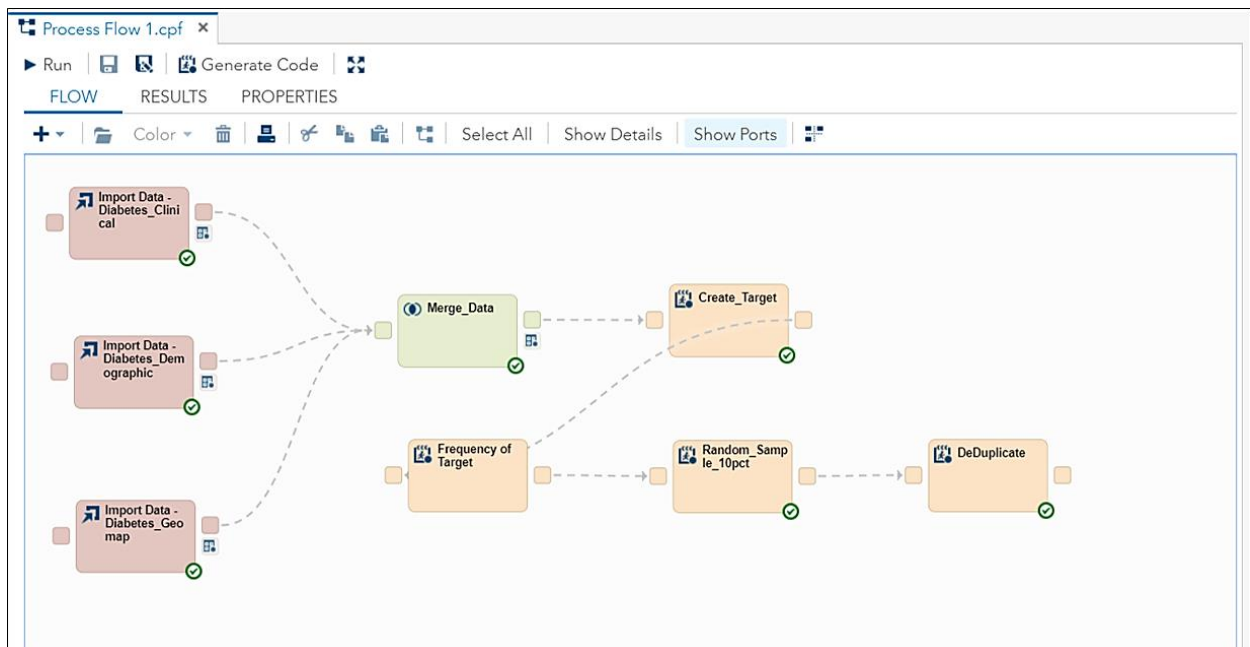 Process Flow 1.cpf ×
Run Generate Code
FLOW RESULTS PROPERTIES
Color Select All Show Details Show Ports
Import Data -
Diabetes_Clini
cal
Import Data -
Diabetes_Dem
ographic
Import Data -
Diabetes_Geo
map
Merge_Data
Create_Target
Frequency of
Target
Random_Samp
le_10pct
DeDuplicate